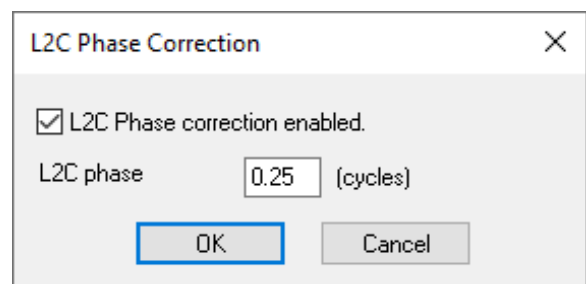 L2C Phase Correction
L2C Phase correction enabled.
L2C phase 0.25 (cycles)
OK Cancel